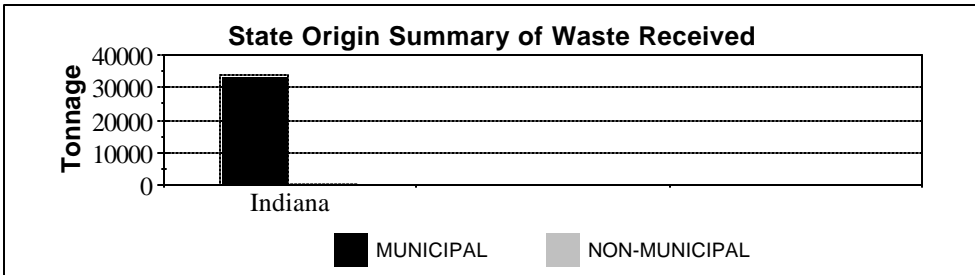 State Origin Summary of Waste Received
Tonnage
40000
30000
20000
10000
0
Indiana
MUNICIPAL NON-MUNICIPAL